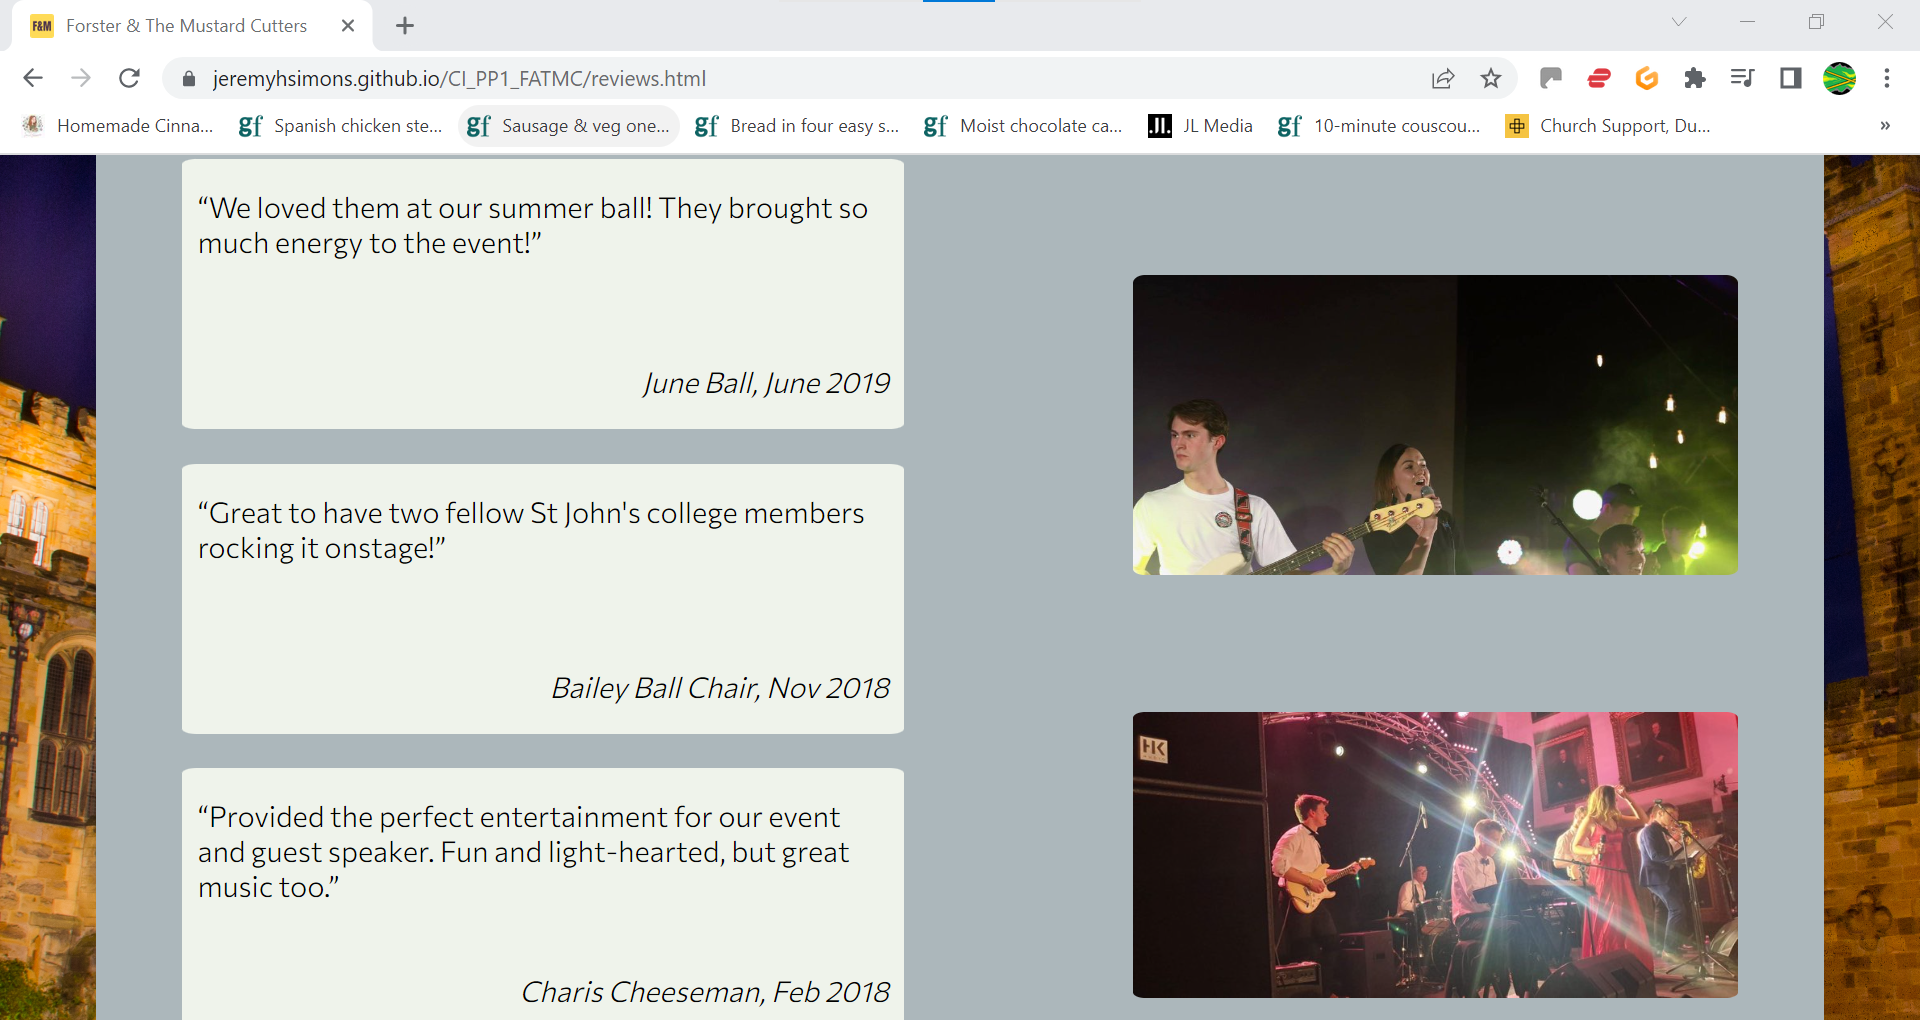 F&M Forster & The Mustard Cutters
jeremyhsimons.github.io/CI_PP1_FATMC/reviews.html
Homemade Cinna... gf Spanish chicken ste... gf Sausage & veg one... gf Bread in four easy s... gf Moist chocolate ca... .JL. JL Media gf 10-minute couscou... Church Support, Du... »
“We loved them at our summer ball! They brought so
much energy to the event!”
June Ball, June 2019
“Great to have two fellow St John's college members
rocking it onstage!”
Bailey Ball Chair, Nov 2018
“Provided the perfect entertainment for our event
and guest speaker. Fun and light-hearted, but great
music too.”
Charis Cheeseman, Feb 2018
HK